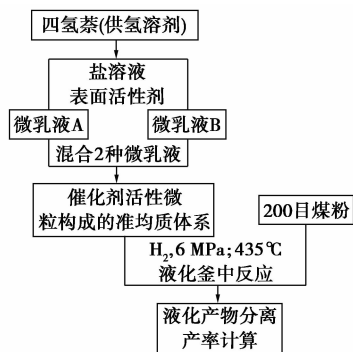 四氢萘(供氢溶剂)
盐溶液
表面活性剂
微乳液A
微乳液B
混合2种微乳液
催化剂活性微
粒构成的准均质体系
200目煤粉
H₂,6 MPa;435℃
液化釜中反应
液化产物分离
产率计算